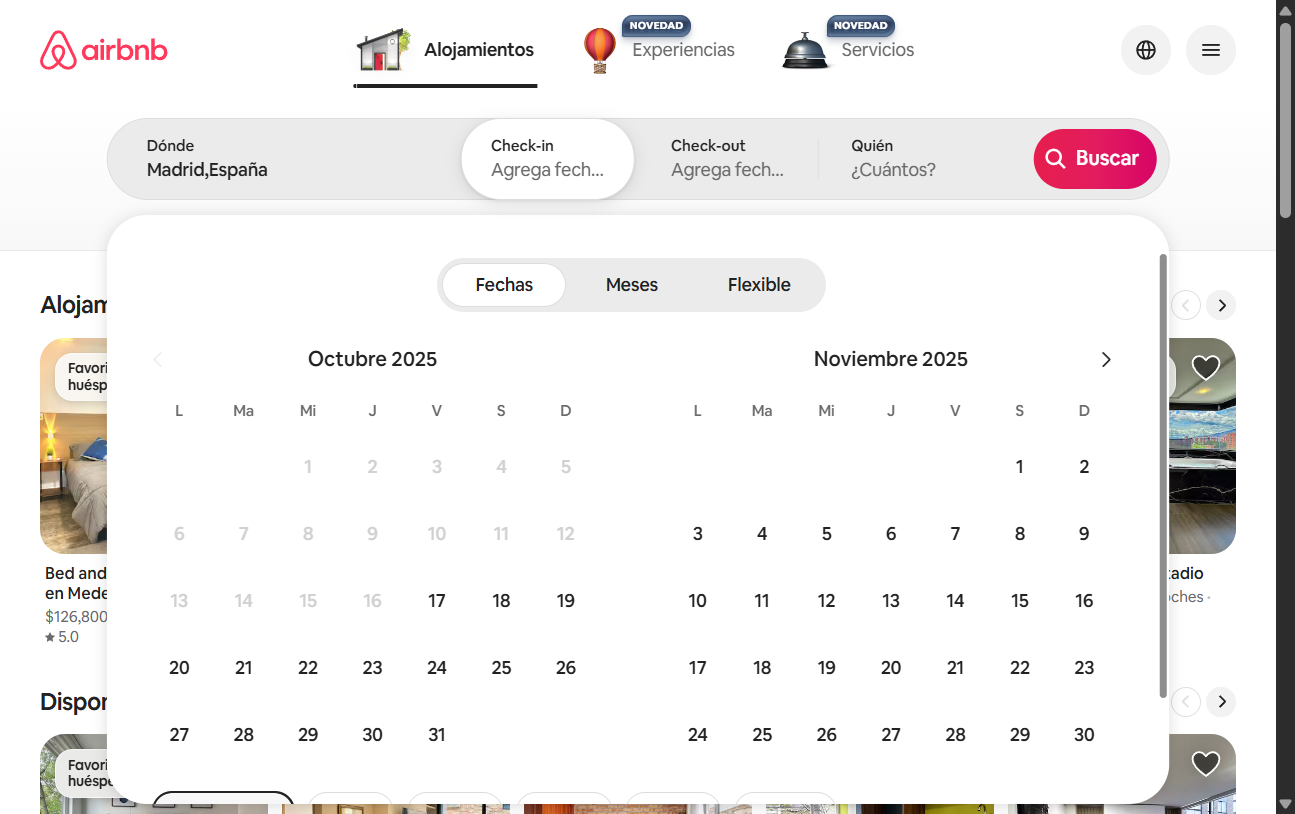 airbnb
Alojamientos
NOVEDAD
Experiencias
NOVEDAD
Servicios
Dónde
Madrid,España
Check-in
Agrega fech...
Check-out
Agrega fech...
Quién
¿Cuántos?
Buscar
Fechas
Meses
Flexible
Alojam
Favori
huésp
Bed and
en Mede
$126,800
5.0
Octubre 2025
L Ma Mi J V S D
1 2 3 4 5
6 7 8 9 10 11 12
13 14 15 16 17 18 19
20 21 22 23 24 25 26
27 28 29 30 31
Noviembre 2025
L Ma Mi J V S D
1 2
3 4 5 6 7 8 9
10 11 12 13 14 15 16
17 18 19 20 21 22 23
24 25 26 27 28 29 30
tadio
oches ·
Dispon
Favori
huéspe